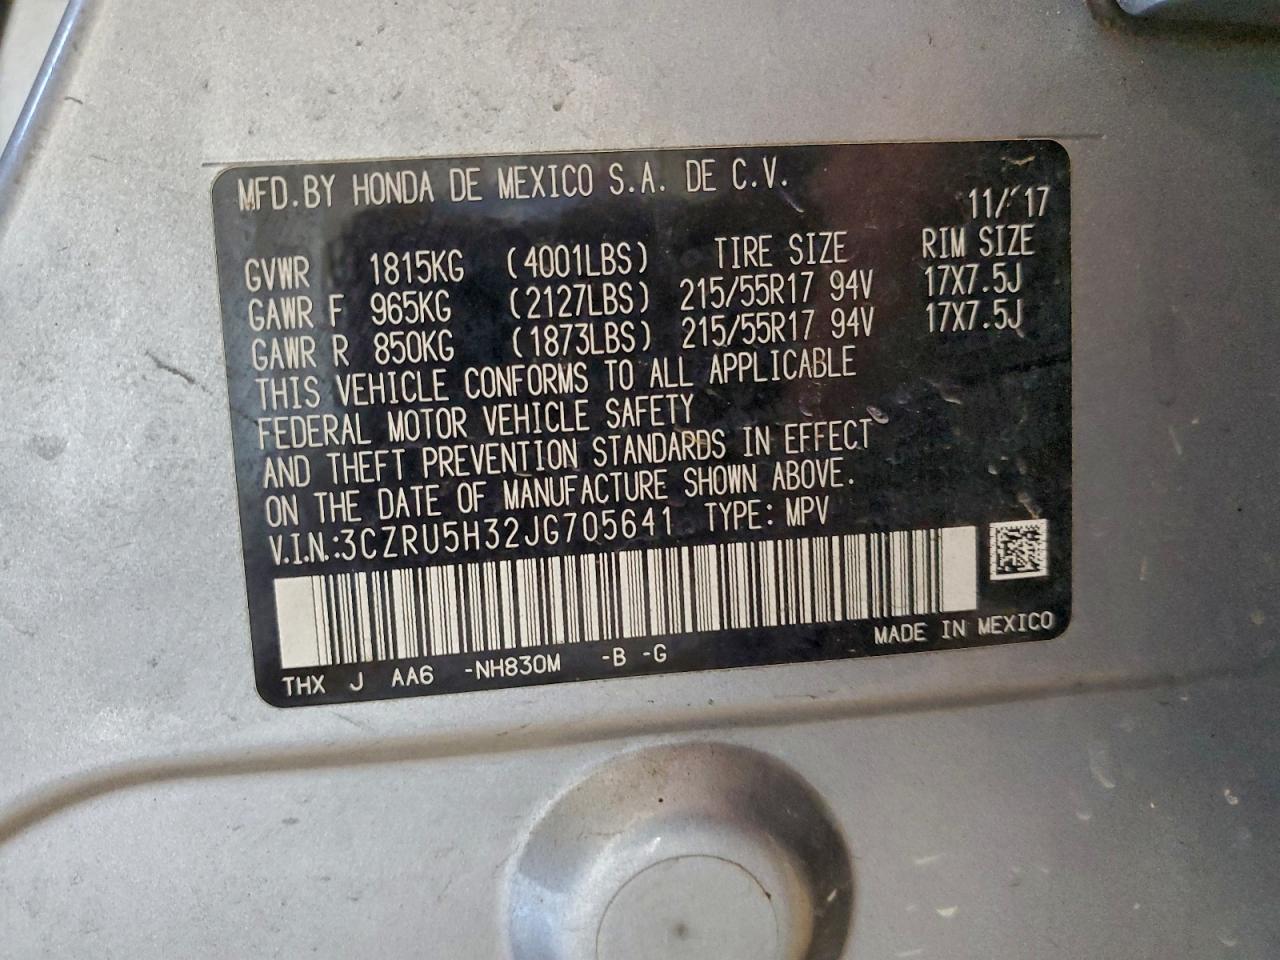 MFD.BY HONDA DE MEXICO S.A. DE C.V.
11/'17
GVWR 1815KG (4001LBS) TIRE SIZE RIM SIZE
GAWR F 965KG (2127LBS) 215/55R17 94V 17X7.5J
GAWR R 850KG (1873LBS) 215/55R17 94V 17X7.5J
THIS VEHICLE CONFORMS TO ALL APPLICABLE
FEDERAL MOTOR VEHICLE SAFETY
AND THEFT PREVENTION STANDARDS IN EFFECT
ON THE DATE OF MANUFACTURE SHOWN ABOVE.
V.I.N.:3CZRU5H32JG705641 TYPE: MPV
MADE IN MEXICO
THX J AA6 -NH830M -B -G